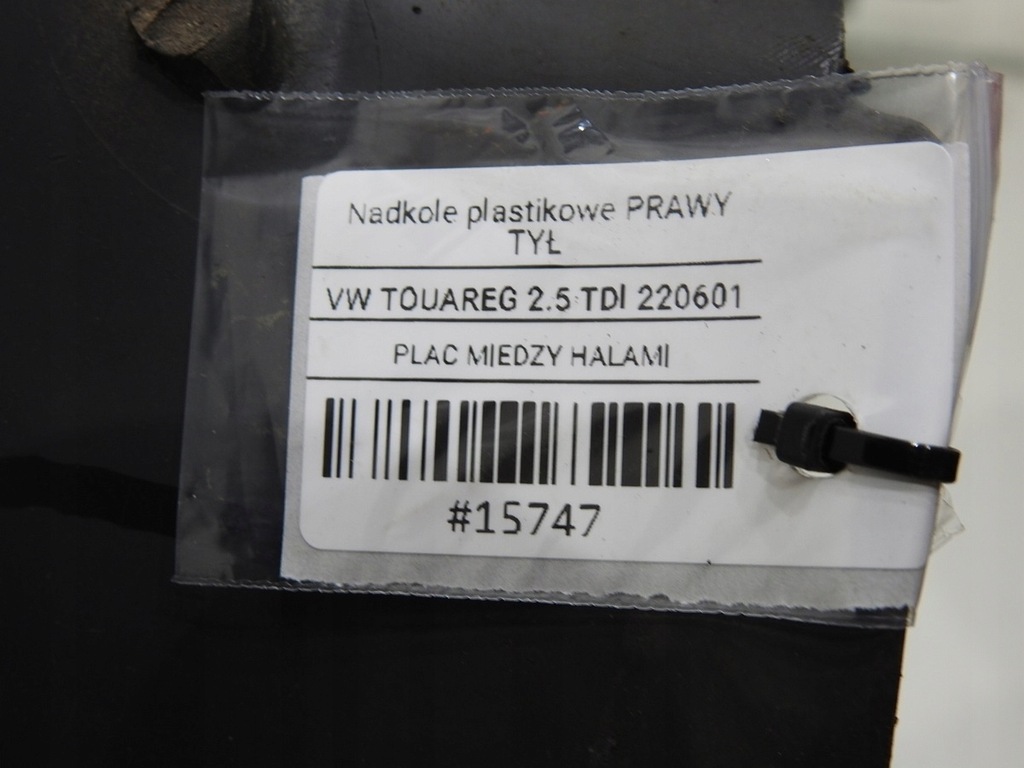 Nadkole plastikowe PRAWY
TYŁ
VW TOUAREG 2.5 TDI 220601
PLAC MIEDZY HALAMI
#15747